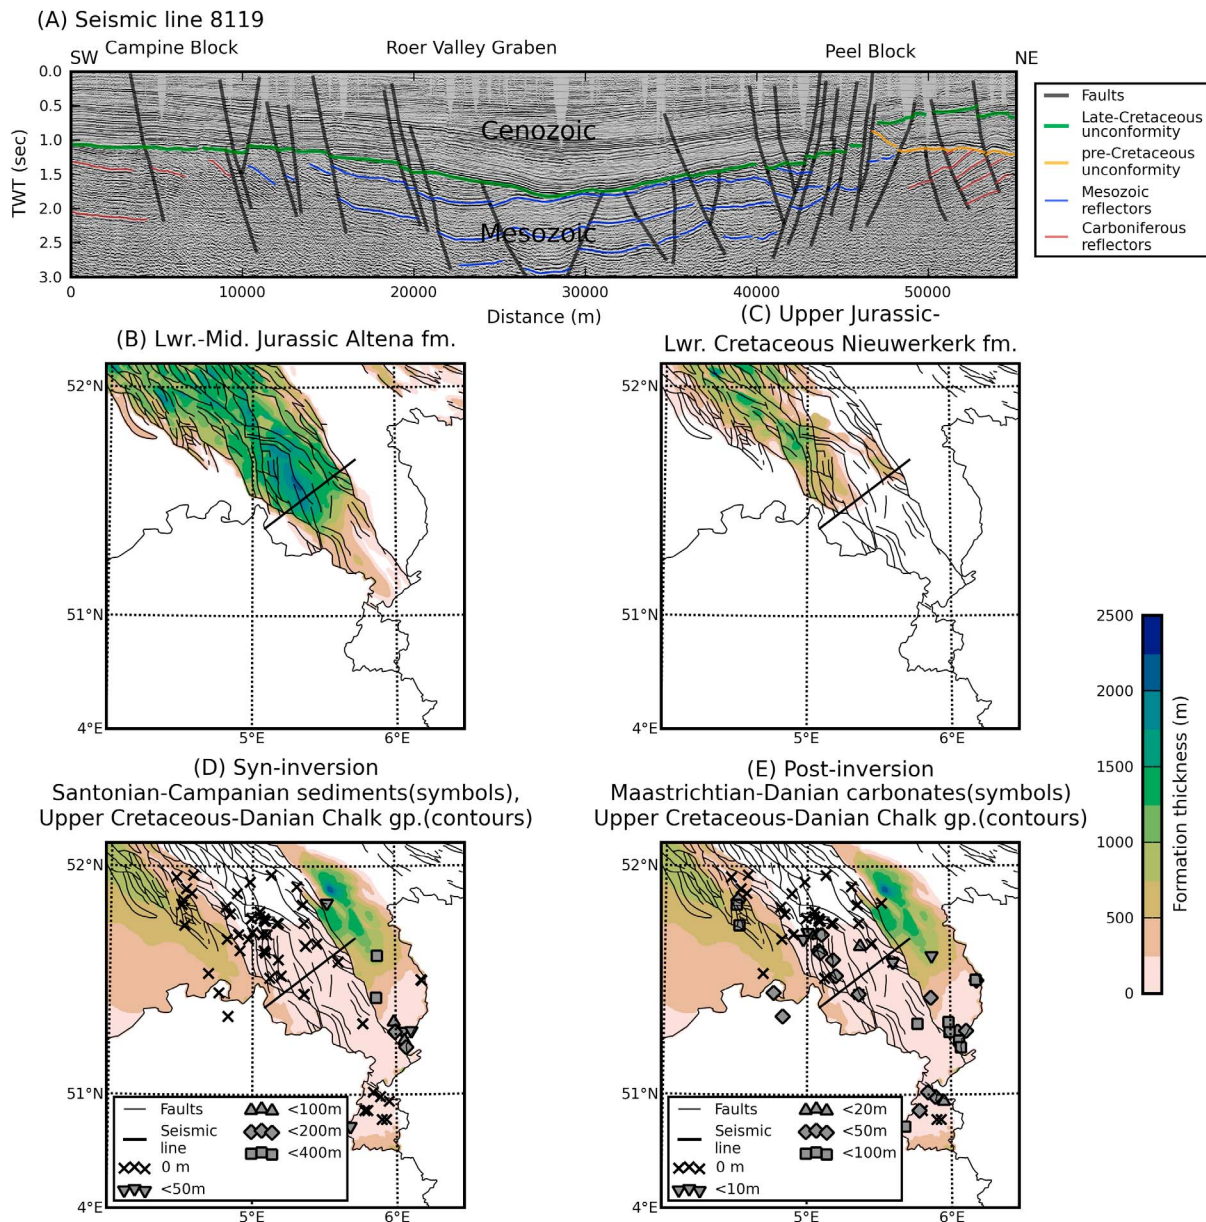 (A) Seismic line 8119
Campine Block
Roer Valley Graben
Peel Block
SW
NE
0.0
0.5
1.0
1.5
2.0
2.5
3.0
TWT (sec)
Cenozoic
Mesozoic
0
10000
20000
30000
40000
50000
Distance (m)
Faults
Late-Cretaceous
unconformity
pre-Cretaceous
unconformity
Mesozoic
reflectors
Carboniferous
reflectors
(B) Lwr.-Mid. Jurassic Altena fm.
52°N
51°N
4°E
5°E
6°E
(C) Upper Jurassic-
Lwr. Cretaceous Nieuwerkerk fm.
52°N
51°N
4°E
5°E
6°E
2500
2000
1500
1000
500
0
Formation thickness (m)
(D) Syn-inversion
Santonian-Campanian sediments(symbols),
Upper Cretaceous-Danian Chalk gp.(contours)
52°N
51°N
4°E
5°E
6°E
Faults
Seismic
line
0 m
<50m
<100m
<200m
<400m
(E) Post-inversion
Maastrichtian-Danian carbonates(symbols)
Upper Cretaceous-Danian Chalk gp.(contours)
52°N
51°N
4°E
5°E
6°E
Faults
Seismic
line
0 m
<10m
<20m
<50m
<100m